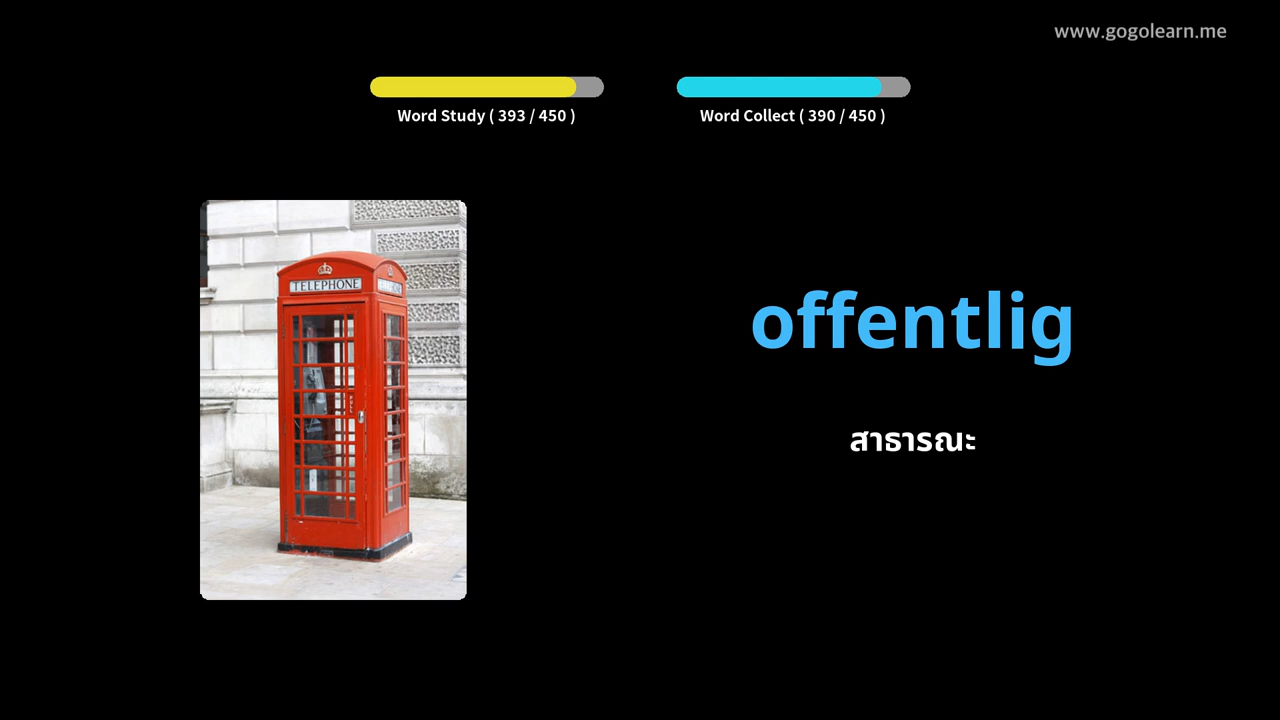 www.gogolearn.me
Word Study ( 393 / 450 )
Word Collect ( 390 / 450 )
TELEPHONE
offentlig
สาธารณะ